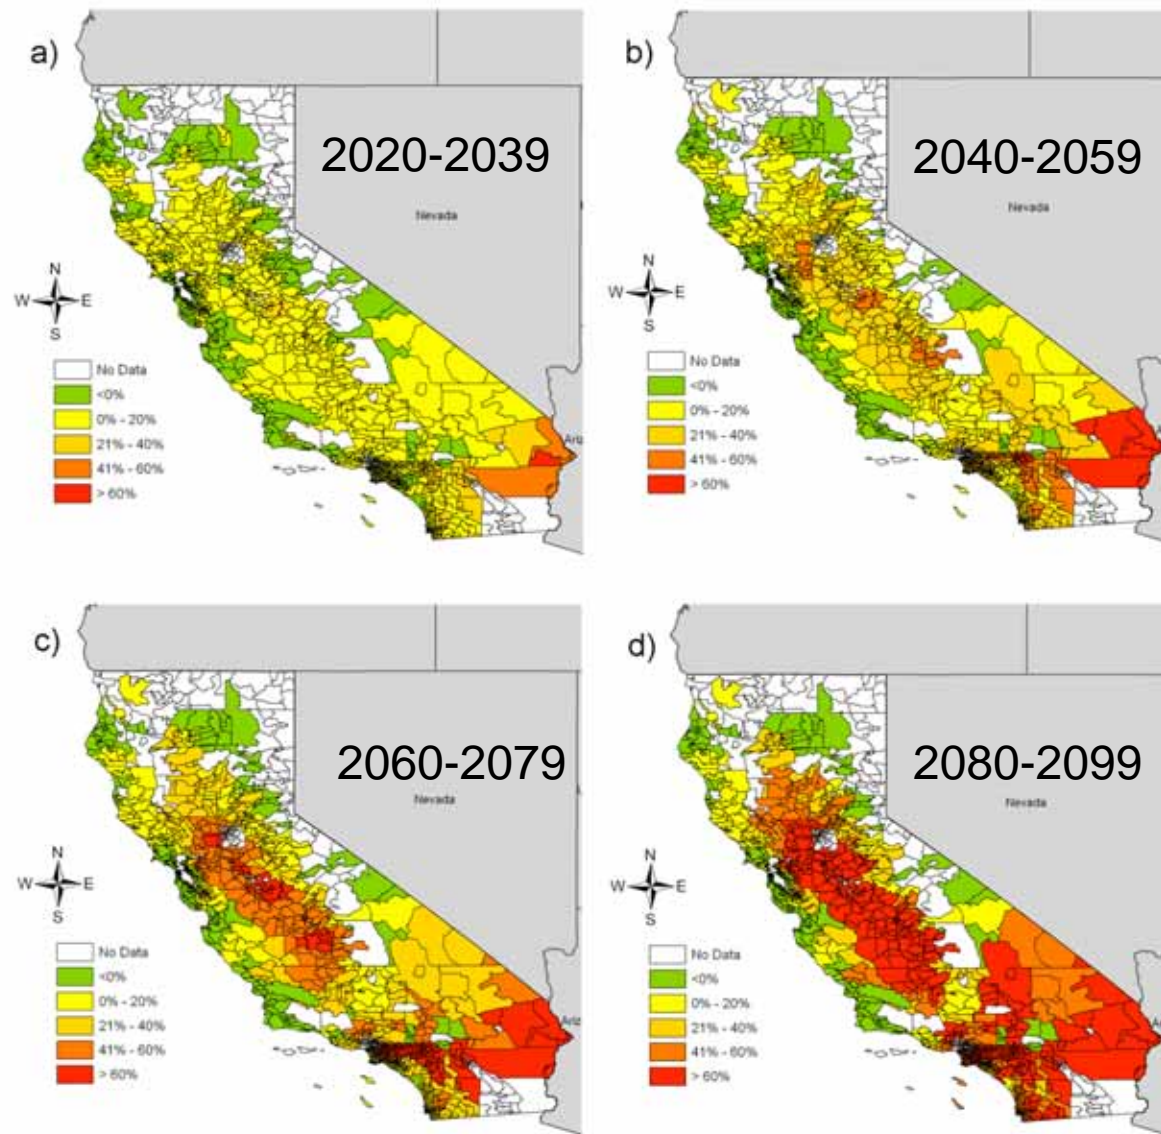 a)
2020-2039
Nevada
N
W E
S
No Data
<0%
0% - 20%
21% - 40%
41% - 60%
> 60%
Ariz
b)
2040-2059
Nevada
N
W E
S
No Data
<0%
0% - 20%
21% - 40%
41% - 60%
> 60%
A
c)
2060-2079
Nevada
N
W E
S
No Data
<0%
0% - 20%
21% - 40%
41% - 60%
> 60%
Ariz
d)
2080-2099
Nevada
N
W E
S
No Data
<0%
0% - 20%
21% - 40%
41% - 60%
> 60%
A